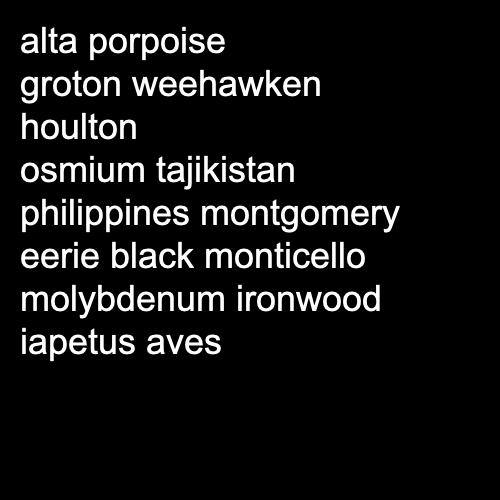 alta porpoise
groton weehawken
houlton
osmium tajikistan
philippines montgomery
eerie black monticello
molybdenum ironwood
iapetus aves